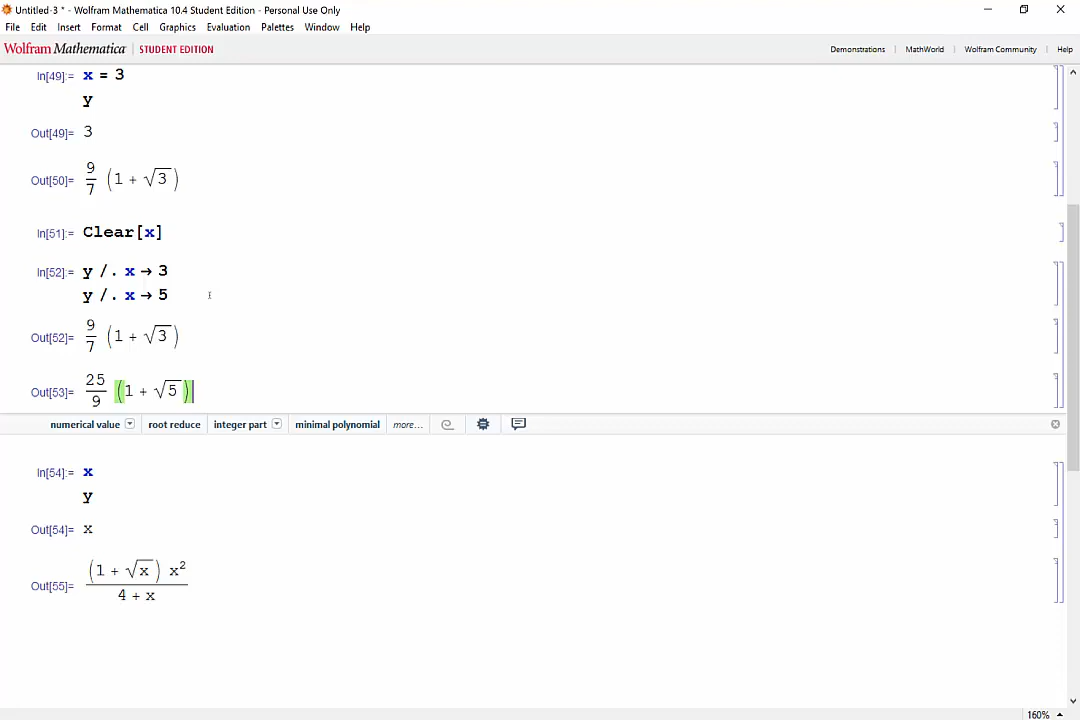 Untitled-3 * - Wolfram Mathematica 10.4 Student Edition - Personal Use Only
File Edit Insert Format Cell Graphics Evaluation Palettes Window Help
Wolfram Mathematica | STUDENT EDITION Demonstrations MathWorld Wolfram Community Help
In[49]:= x = 3
y
Out[49]= 3
Out[50]= 9/7 (1 + √3)
In[51]:= Clear[x]
In[52]:= y /. x → 3
y /. x → 5
Out[52]= 9/7 (1 + √3)
Out[53]= 25/9 (1 + √5)
numerical value root reduce integer part minimal polynomial more...
In[54]:= x
y
Out[54]= x
Out[55]= (1 + √x) x² / 4 + x
160%